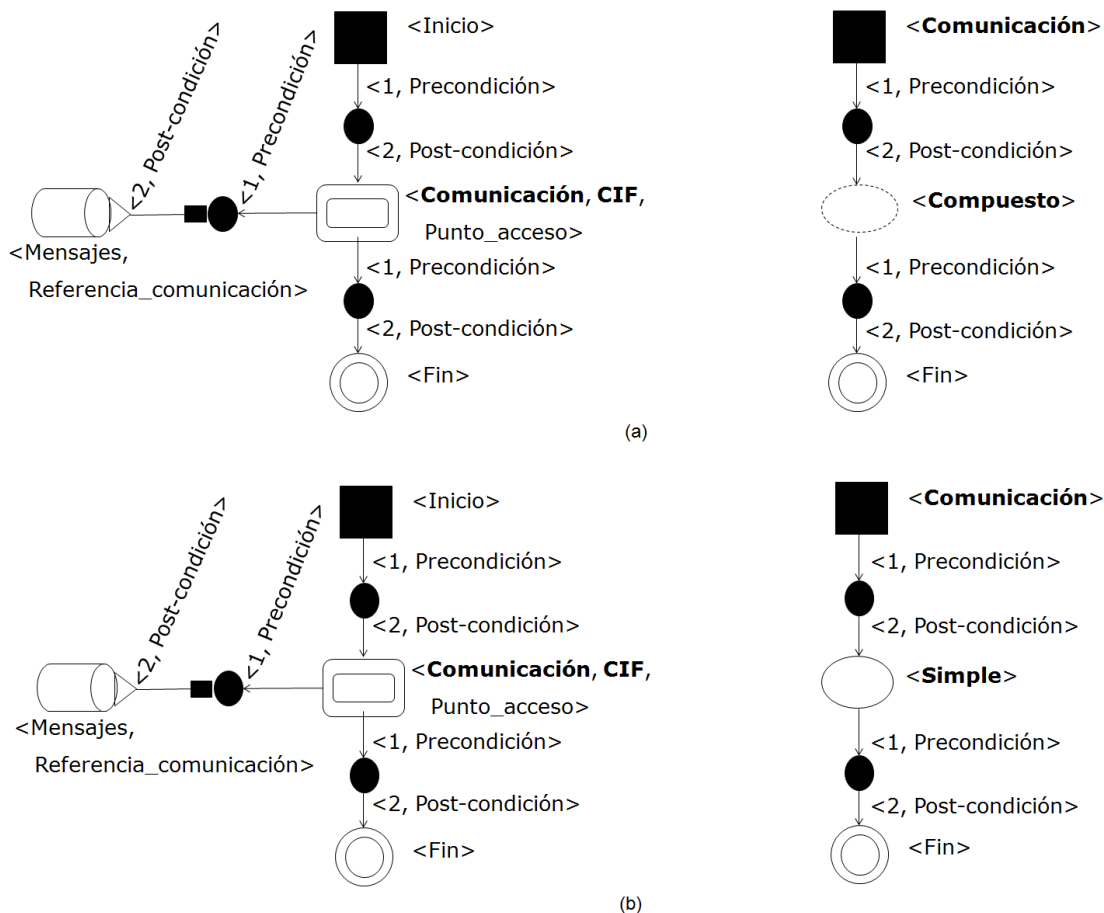 <Inicio>
<1, Precondición>
<2, Post-condición>
<2, Post-condición>
<1, Precondición>
<Comunicación, CIF,
Punto_acceso>
<Mensajes,
Referencia_comunicación>
<1, Precondición>
<2, Post-condición>
<Fin>
<Comunicación>
<1, Precondición>
<2, Post-condición>
<Compuesto>
<1, Precondición>
<2, Post-condición>
<Fin>
(a)
<Inicio>
<1, Precondición>
<2, Post-condición>
<2, Post-condición>
<1, Precondición>
<Comunicación, CIF,
Punto_acceso>
<Mensajes,
Referencia_comunicación>
<1, Precondición>
<2, Post-condición>
<Fin>
<Comunicación>
<1, Precondición>
<2, Post-condición>
<Simple>
<1, Precondición>
<2, Post-condición>
<Fin>
(b)